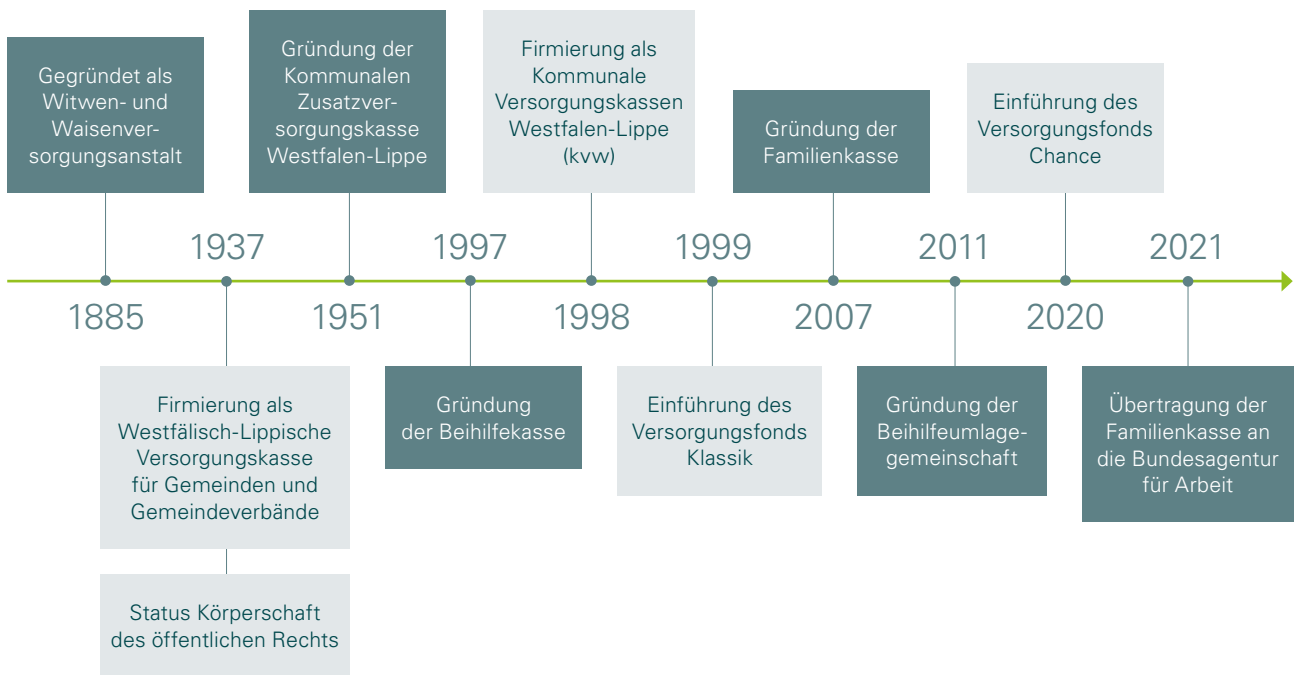 Gegründet als
Witwen- und
Waisenver-
sorgungsanstalt
Gründung der
Kommunalen
Zusatzver-
sorgungskasse
Westfalen-Lippe
Firmierung als
Kommunale
Versorgungskassen
Westfalen-Lippe
(kvw)
Gründung der
Familienkasse
Einführung des
Versorgungsfonds
Chance
1937
1997
1999
2011
2021
1885
1951
1998
2007
2020
Firmierung als
Westfälisch-Lippische
Versorgungskasse
für Gemeinden und
Gemeindeverbände
Status Körperschaft
des öffentlichen Rechts
Gründung
der Beihilfekasse
Einführung des
Versorgungsfonds
Klassik
Gründung der
Beihilfeumlage-
gemeinschaft
Übertragung der
Familienkasse an
die Bundesagentur
für Arbeit